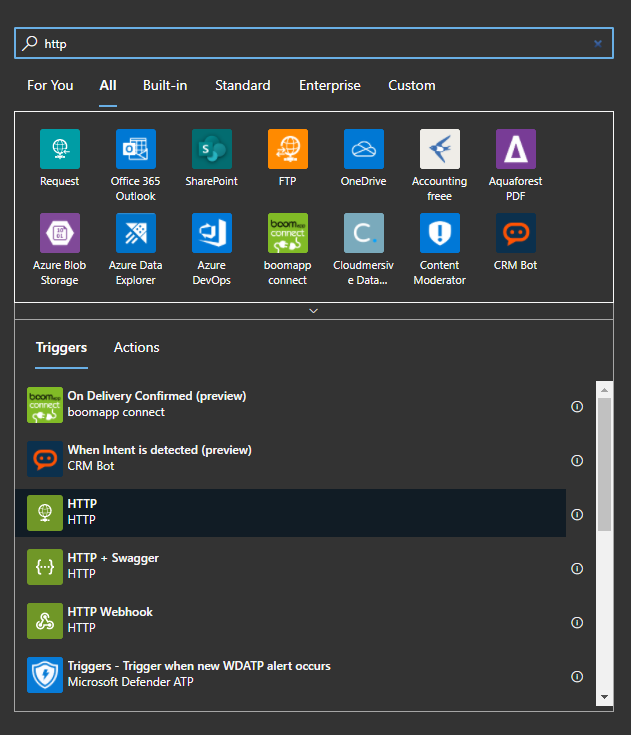 http
For You All Built-in Standard Enterprise Custom
Request Office 365 SharePoint FTP OneDrive Accounting Aquaforest
Outlook freee PDF
Azure Blob Azure Data Azure boomapp Cloudmersiv Content CRM Bot
Storage Explorer DevOps connect e Data... Moderator
Triggers Actions
On Delivery Confirmed (preview)
boomapp connect
When Intent is detected (preview)
CRM Bot
HTTP
HTTP
HTTP + Swagger
HTTP
HTTP Webhook
HTTP
Triggers - Trigger when new WDATP alert occurs
Microsoft Defender ATP